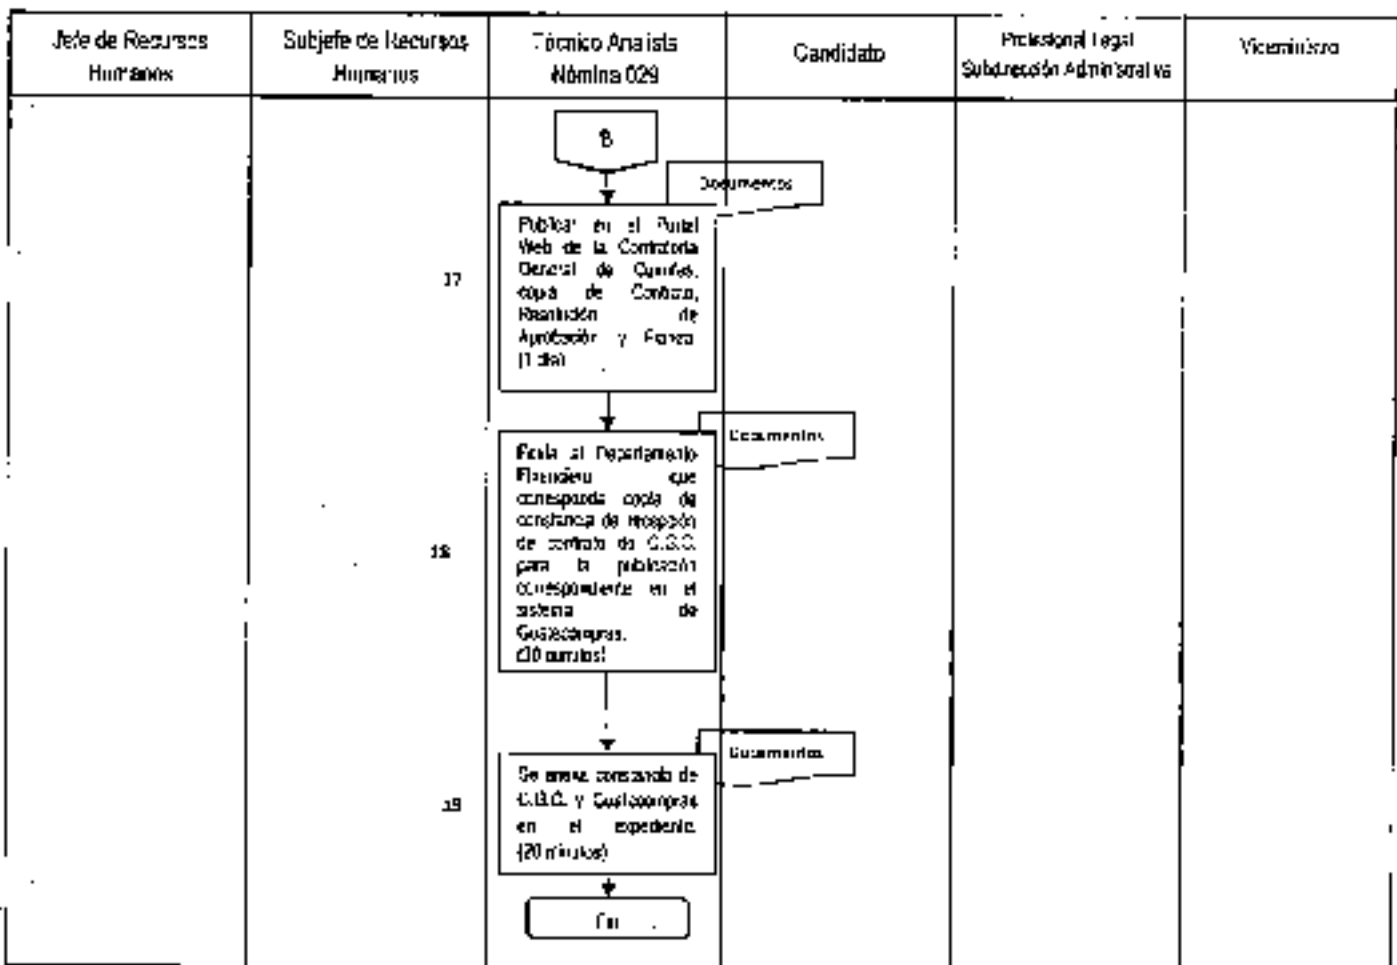 Jefe de Recursos
Humanos
Subjefe de Recursos
Humanos
Técnico Analista
Nómina 029
Candidato
Profesional Legal
Subdirección Administrativa
Viceministro
B
Documentos
17
Publicar en el Portal
Web de la Contraloría
General de Cuentas,
copia de Contrato,
Resolución de
Aprobación y Fianza.
(1 día)
Documentos
18
Envía al Departamento
Financiero que
corresponda copia de
constancia de recepción
de contrato de C.G.C.
para la publicación
correspondiente en el
sistema de
Guatecompras.
minutos)
Documentos
19
Se anexa constancia de
C.G.C. y Guatecompras
en el expediente.
(20 minutos)
Fin